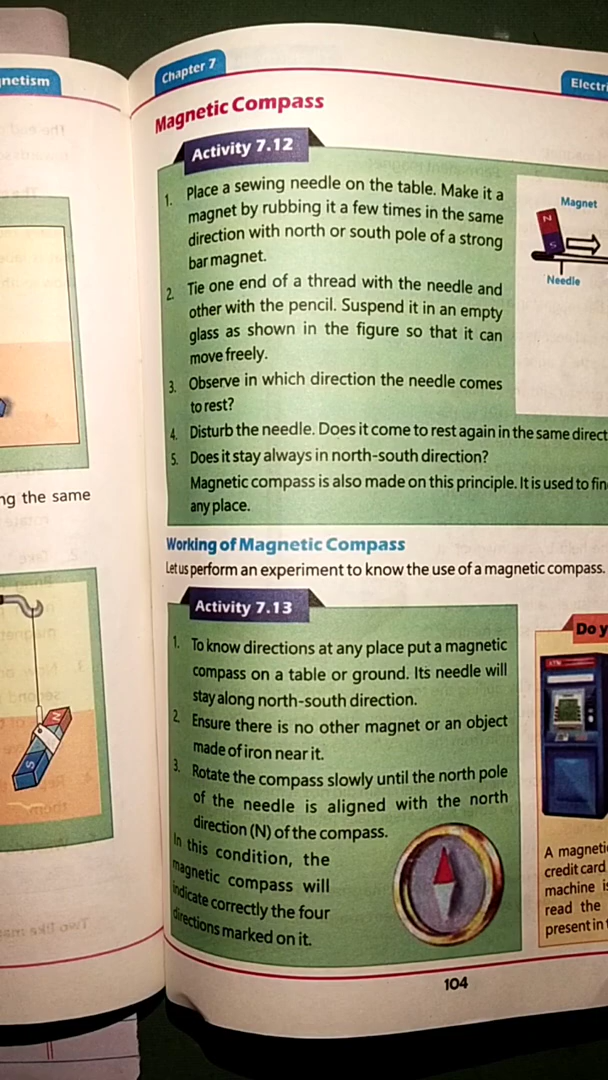 netism
ng the same
N
S
Chapter 7
Electri
Magnetic Compass
Activity 7.12
1. Place a sewing needle on the table. Make it a
magnet by rubbing it a few times in the same
direction with north or south pole of a strong
bar magnet.
2. Tie one end of a thread with the needle and
other with the pencil. Suspend it in an empty
glass as shown in the figure so that it can
move freely.
3. Observe in which direction the needle comes
to rest?
4. Disturb the needle. Does it come to rest again in the same direct
5. Does it stay always in north-south direction?
Magnetic compass is also made on this principle. It is used to fin
any place.
Magnet
N
S
Needle
Working of Magnetic Compass
Let us perform an experiment to know the use of a magnetic compass.
Activity 7.13
1. To know directions at any place put a magnetic
compass on a table or ground. Its needle will
stay along north-south direction.
2. Ensure there is no other magnet or an object
made of iron near it.
3. Rotate the compass slowly until the north pole
of the needle is aligned with the north
direction (N) of the compass.
In this condition, the
magnetic compass will
indicate correctly the four
directions marked on it.
Do y
ATM
A magneti
credit card
machine is
read the
present in t
104